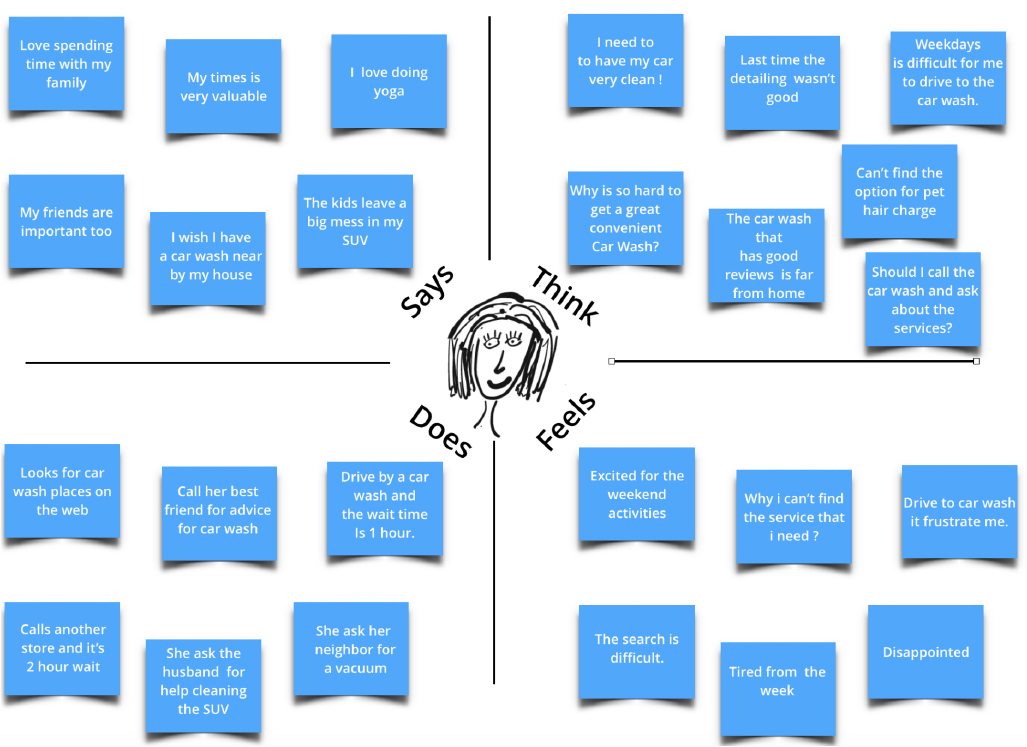 Love spending
time with my
family
My times is
very valuable
I love doing
yoga
My friends are
important too
I wish I have
a car wash near
by my house
The kids leave a
big mess in my
SUV
Says
I need to
to have my car
very clean !
Last time the
detailing wasn't
good
Weekdays
is difficult for me
to drive to the
car wash.
Why is so hard to
get a great
convenient
Car Wash?
The car wash
that
has good
reviews is far
from home
Can't find the
option for pet
hair charge
Should I call the
car wash and ask
about the
services?
Think
Does
Looks for car
wash places on
the web
Call her best
friend for advice
for car wash
Drive by a car
wash and
the wait time
Is 1 hour.
Calls another
store and it's
2 hour wait
She ask the
husband for
help cleaning
the SUV
She ask her
neighbor for
a vacuum
Feels
Excited for the
weekend
activities
Why i can't find
the service that
i need ?
Drive to car wash
it frustrate me.
The search is
difficult.
Tired from the
week
Disappointed